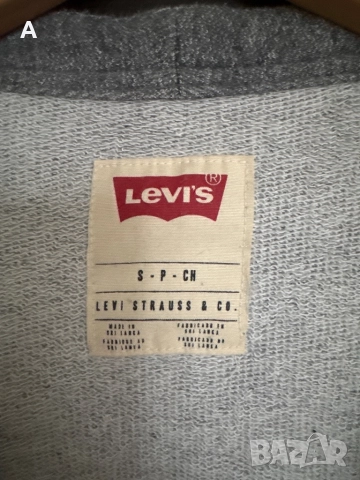 A
LEVI'S ®
S - P - CH
LEVI STRAUSS & CO.
MADE IN FABRICADO EN
SRI LANKA SRI LANKA
FABRIQUE AU FABRICADO NO
SRI LANKA SRI LANKA
BAZAR
bg